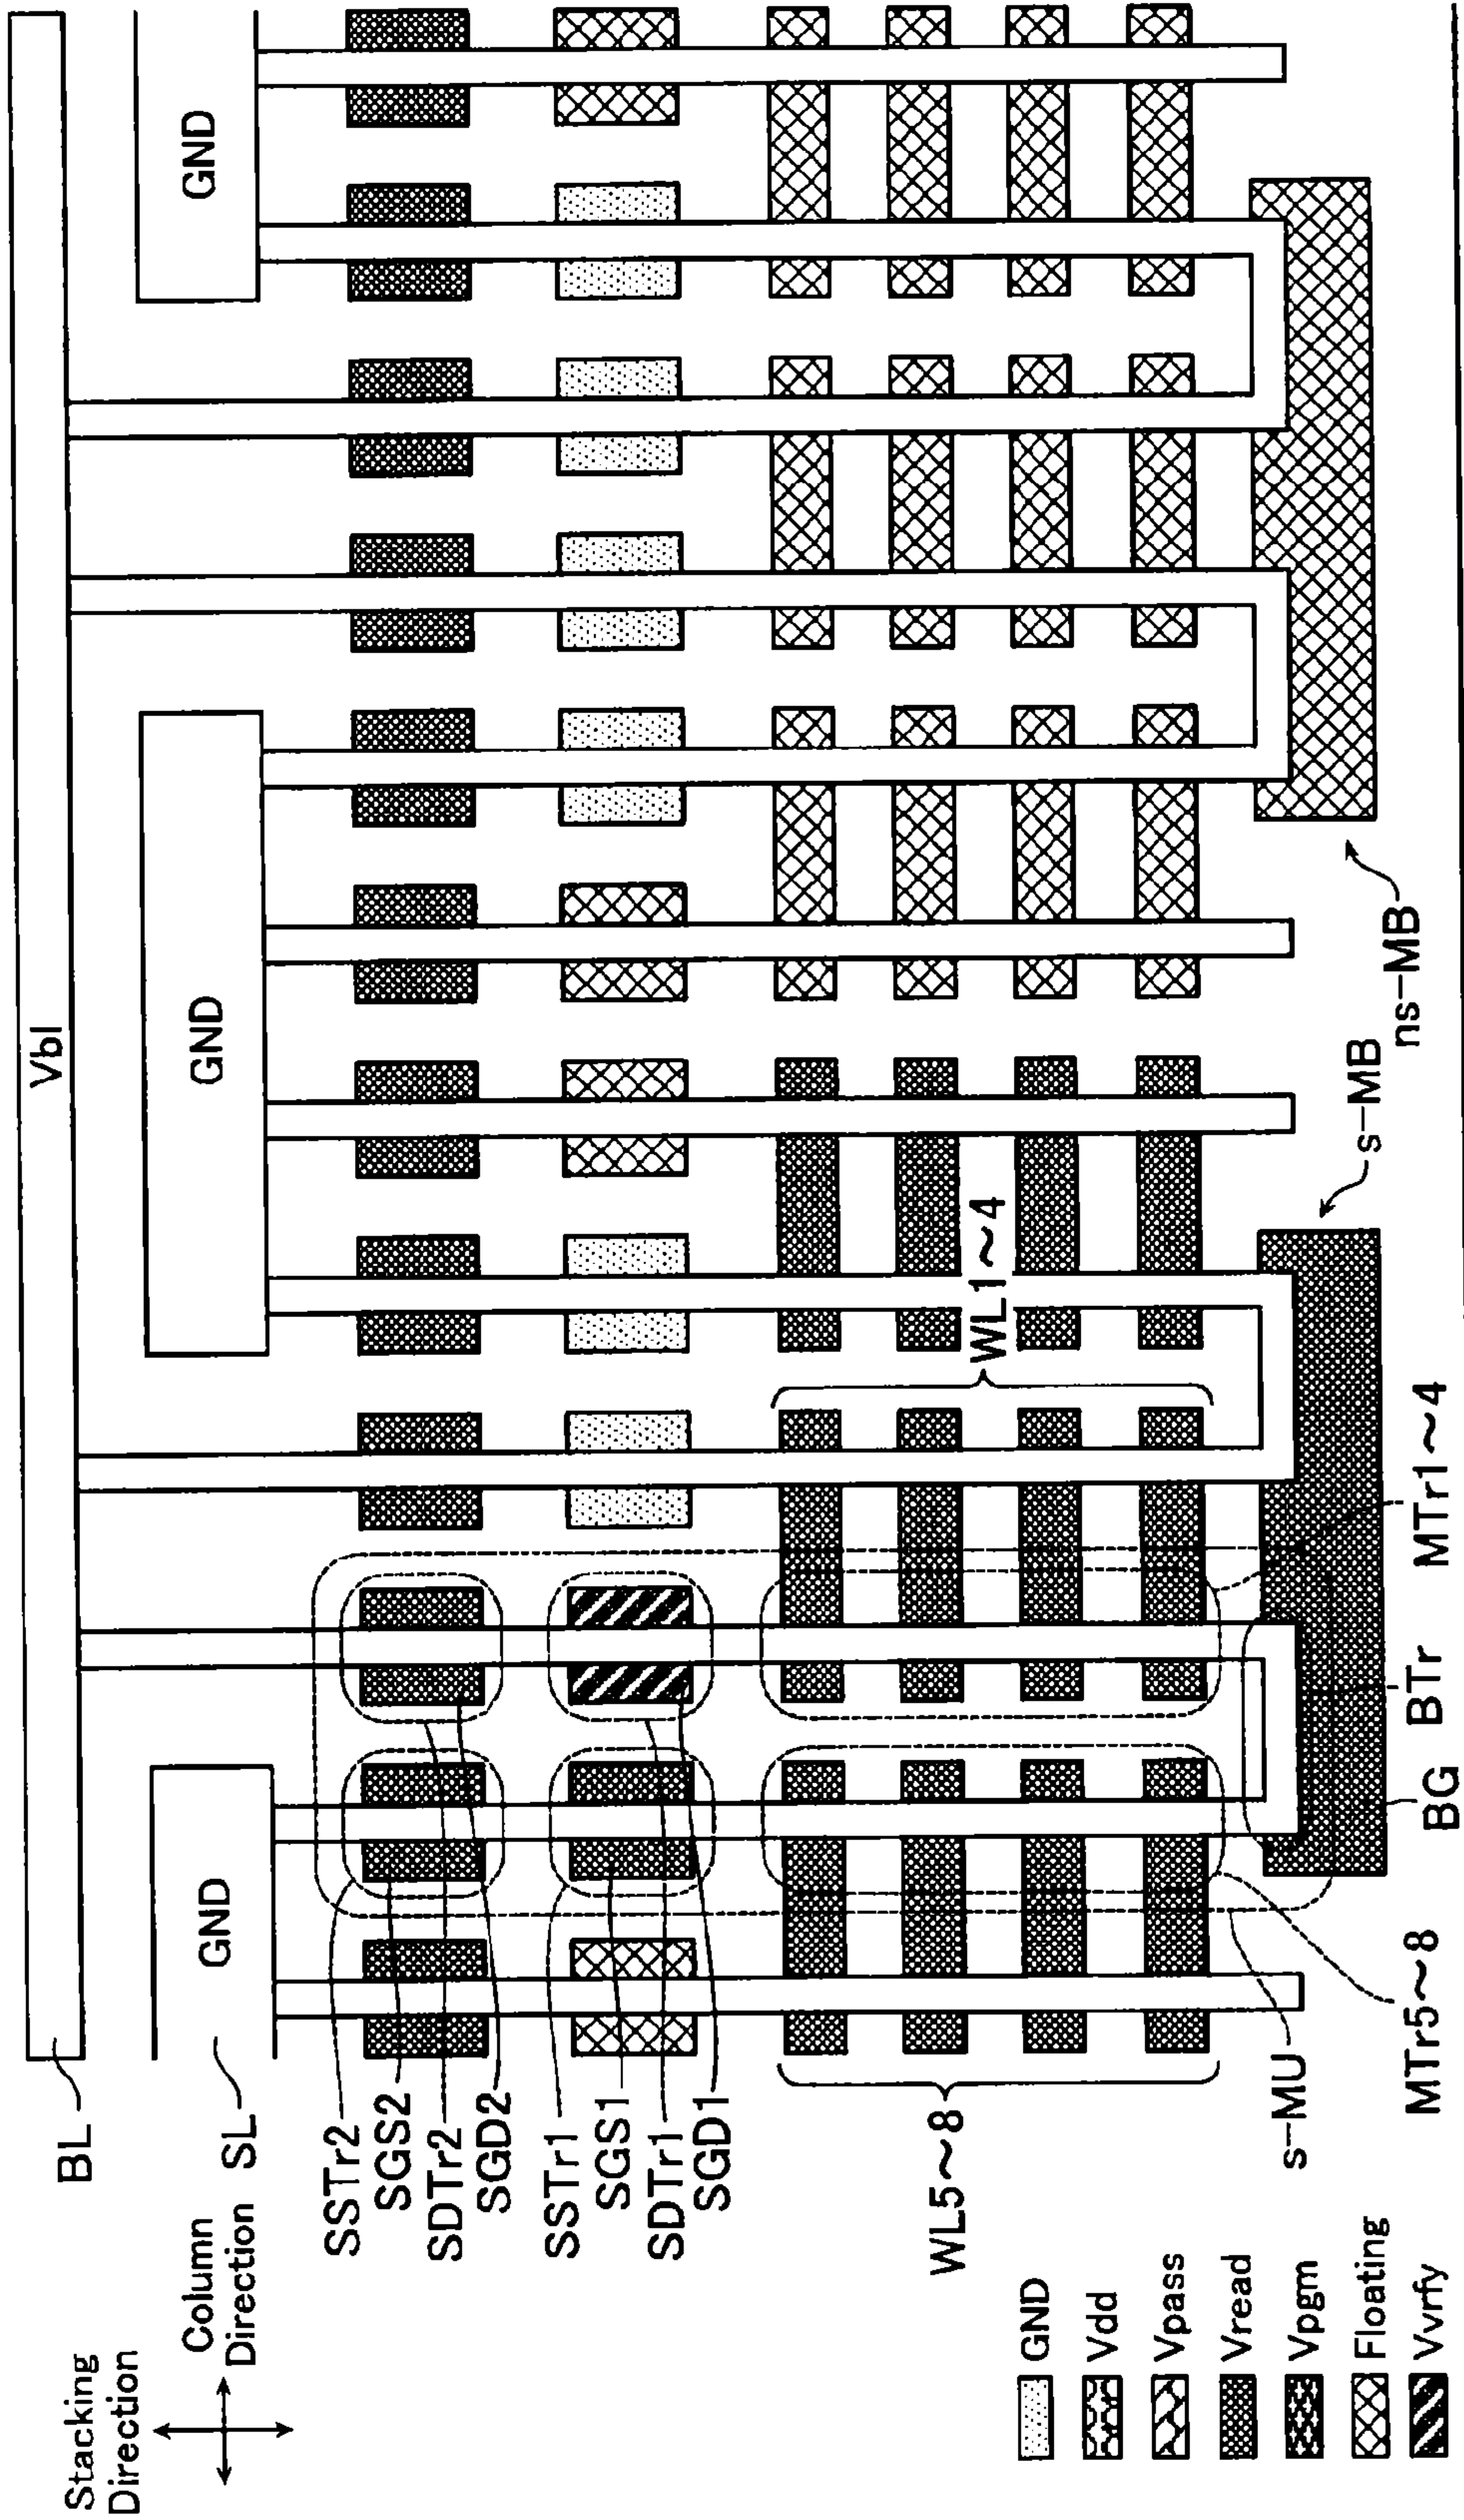 Stacking
Direction
Column
Direction
BL
Vbl
SL
GND
GND
GND
SSTr2
SGS2
SDTr2
SGD2
SSTr1
SGS1
SDTr1
SGD1
WL5~8
WL1~4
s-MU
MTr5~8
BG
BTr
MTr1~4
s-MB
ns-MB
GND
Vdd
Vpass
Vread
Vpgm
Floating
Vvrfy